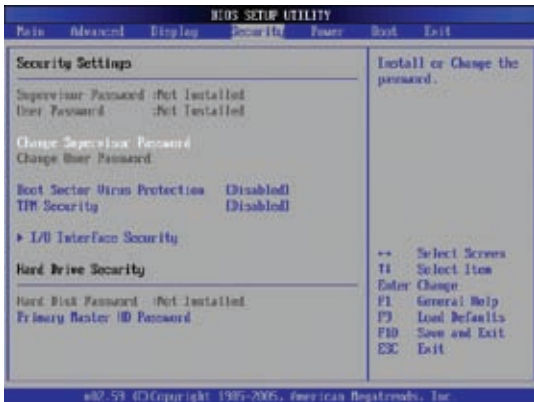 BIOS SETUP UTILITY
Main Advanced Display Security Power Boot Exit
Security Settings
Supervisor Password :Not Installed
User Password :Not Installed
Change Supervisor Password
Change User Password
Boot Sector Virus Protection [Disabled]
TPM Security [Disabled]
▶ I/O Interface Security
Hard Drive Security
Hard Disk Password :Not Installed
Primary Master HD Password
Install or Change the
password.
↔ Select Screen
↑↓ Select Item
Enter Change
F1 General Help
F9 Load Defaults
F10 Save and Exit
ESC Exit
v02.59 (C)Copyright 1985-2005, American Megatrends, Inc